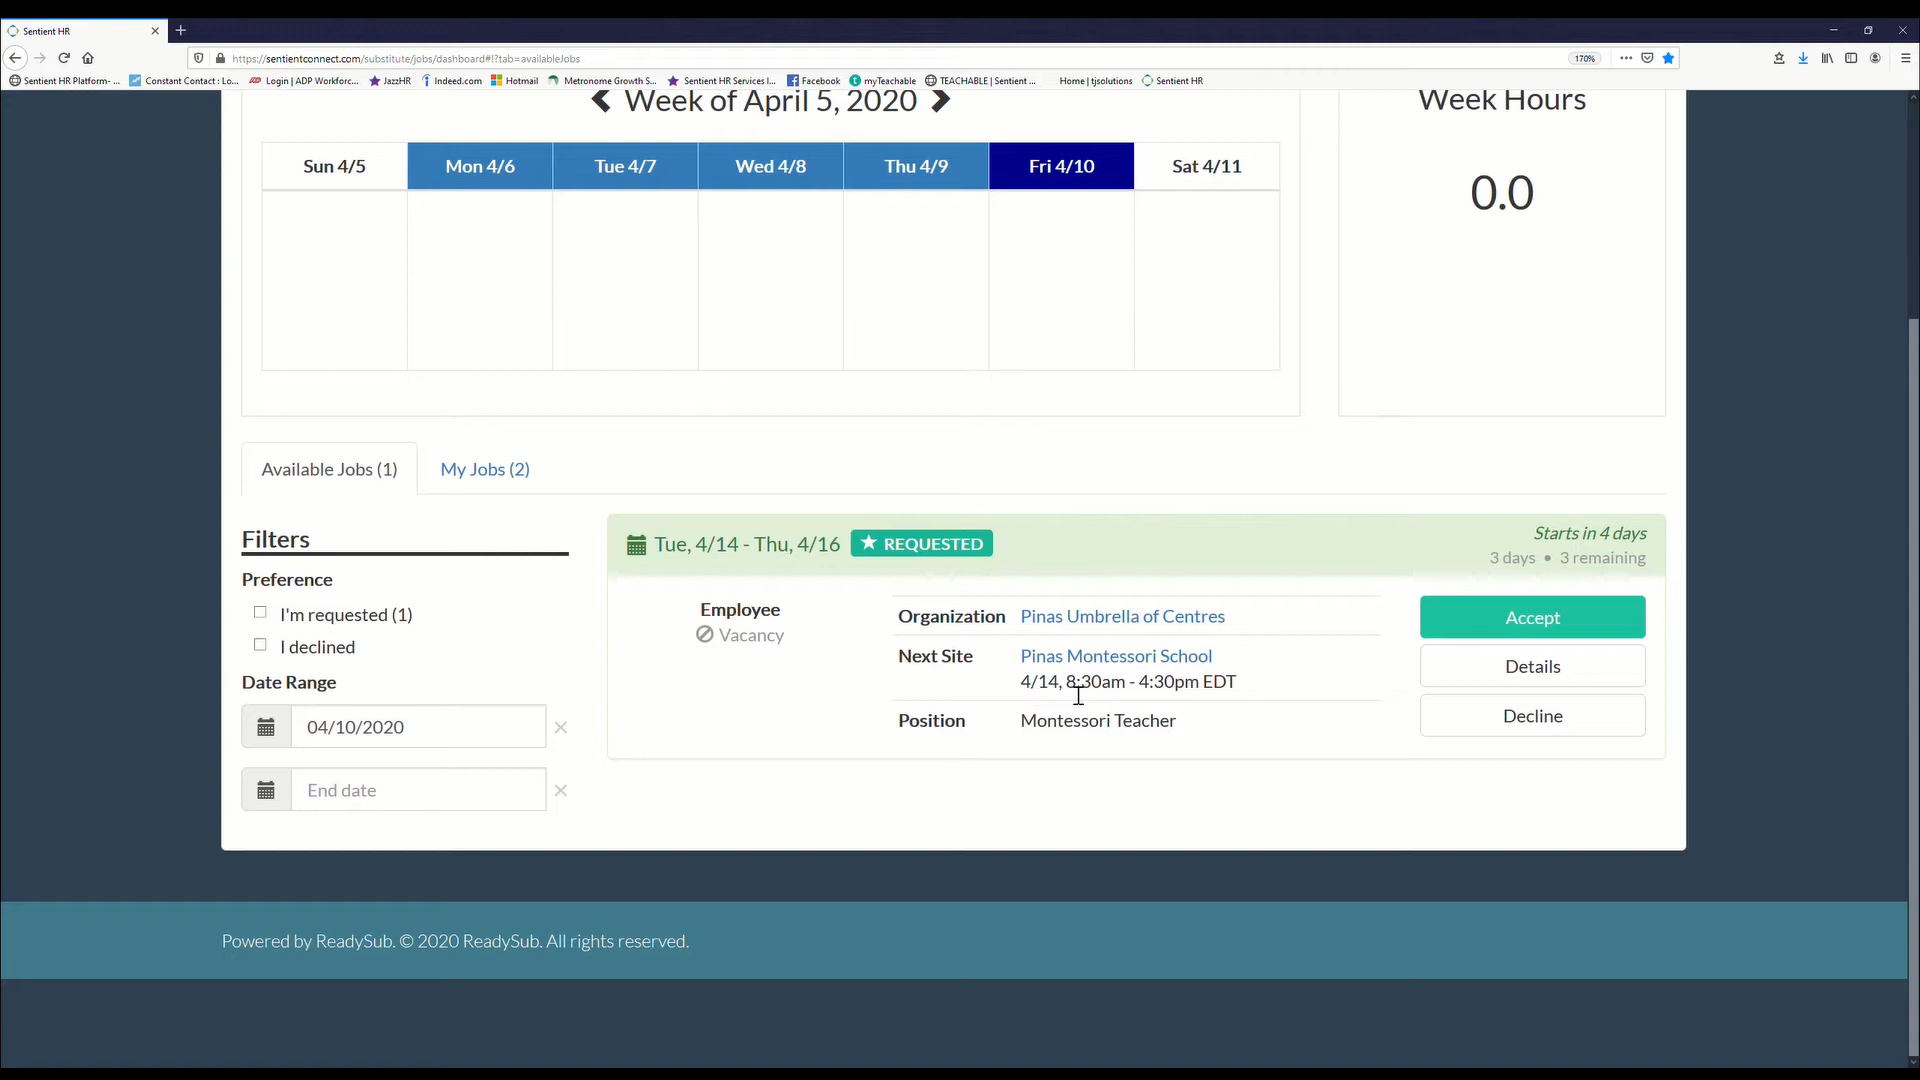 Sentient HR
https://sentientconnect.com/substitute/jobs/dashboard#!?tab=availableJobs
170%
Sentient HR Platform- ...
Constant Contact : Lo...
Login | ADP Workforc...
JazzHR
Indeed.com
Hotmail
Metronome Growth S...
Sentient HR Services I...
Facebook
myTeachable
TEACHABLE | Sentient ...
Home | tjsolutions
Sentient HR
Week of April 5, 2020
Week Hours
Sun 4/5
Mon 4/6
Tue 4/7
Wed 4/8
Thu 4/9
Fri 4/10
Sat 4/11
0.0
Available Jobs (1)
My Jobs (2)
Filters
Preference
I'm requested (1)
I declined
Date Range
04/10/2020
End date
Tue, 4/14 - Thu, 4/16
REQUESTED
Starts in 4 days
3 days • 3 remaining
Employee
Vacancy
Organization Pinas Umbrella of Centres
Next Site Pinas Montessori School
4/14, 8:30am - 4:30pm EDT
Position Montessori Teacher
Accept
Details
Decline
Powered by ReadySub. © 2020 ReadySub. All rights reserved.